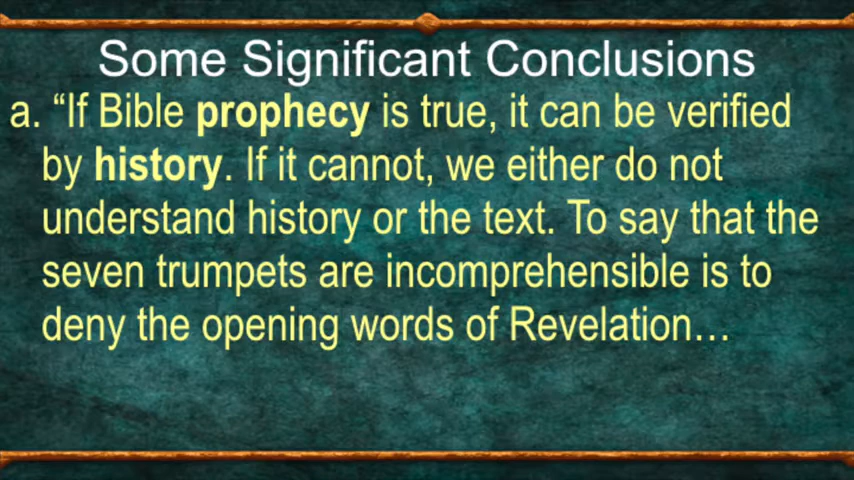 Some Significant Conclusions
a. “If Bible prophecy is true, it can be verified
by history. If it cannot, we either do not
understand history or the text. To say that the
seven trumpets are incomprehensible is to
deny the opening words of Revelation…